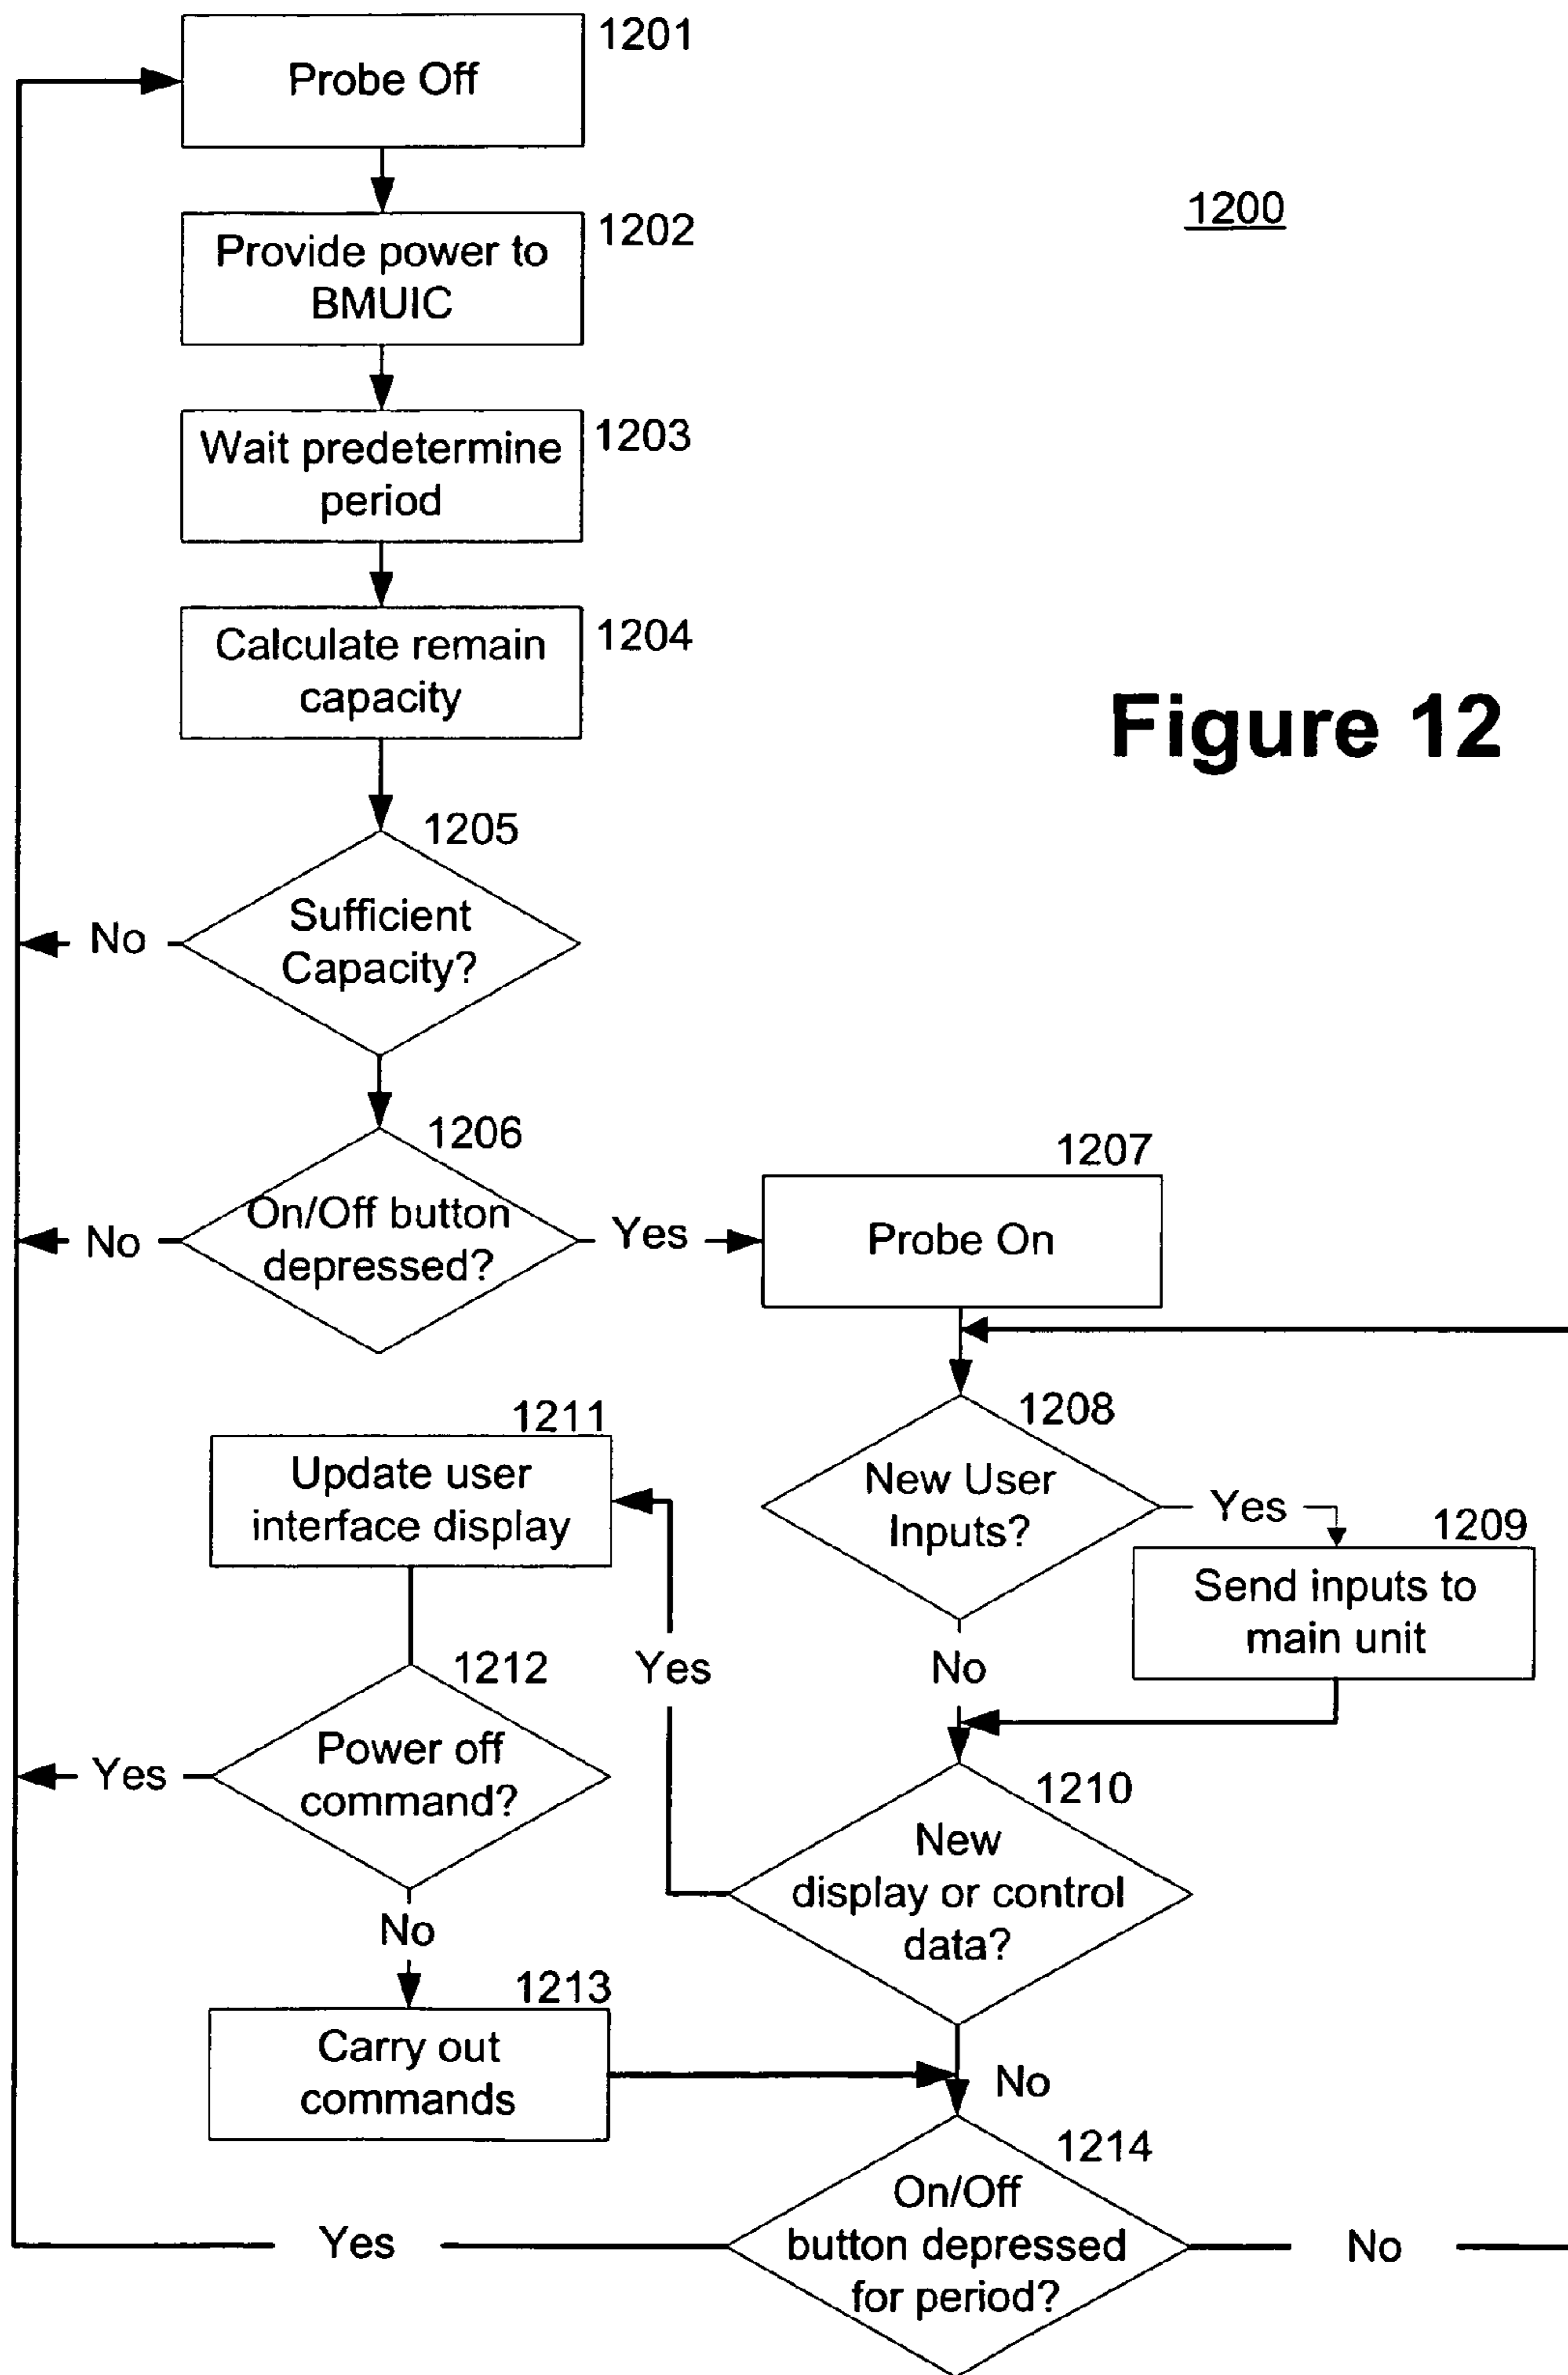 1201
Probe Off
1200
1202
Provide power to
BMUIC
1203
Wait predetermine
period
1204
Calculate remain
capacity
Figure 12
1205
Sufficient
Capacity?
No
1206
On/Off button
depressed?
No
Yes
1207
Probe On
1208
New User
Inputs?
Yes
1209
Send inputs to
main unit
No
1210
New
display or control
data?
Yes
1211
Update user
interface display
1212
Power off
command?
Yes
No
1213
Carry out
commands
No
1214
On/Off
button depressed
for period?
Yes
No